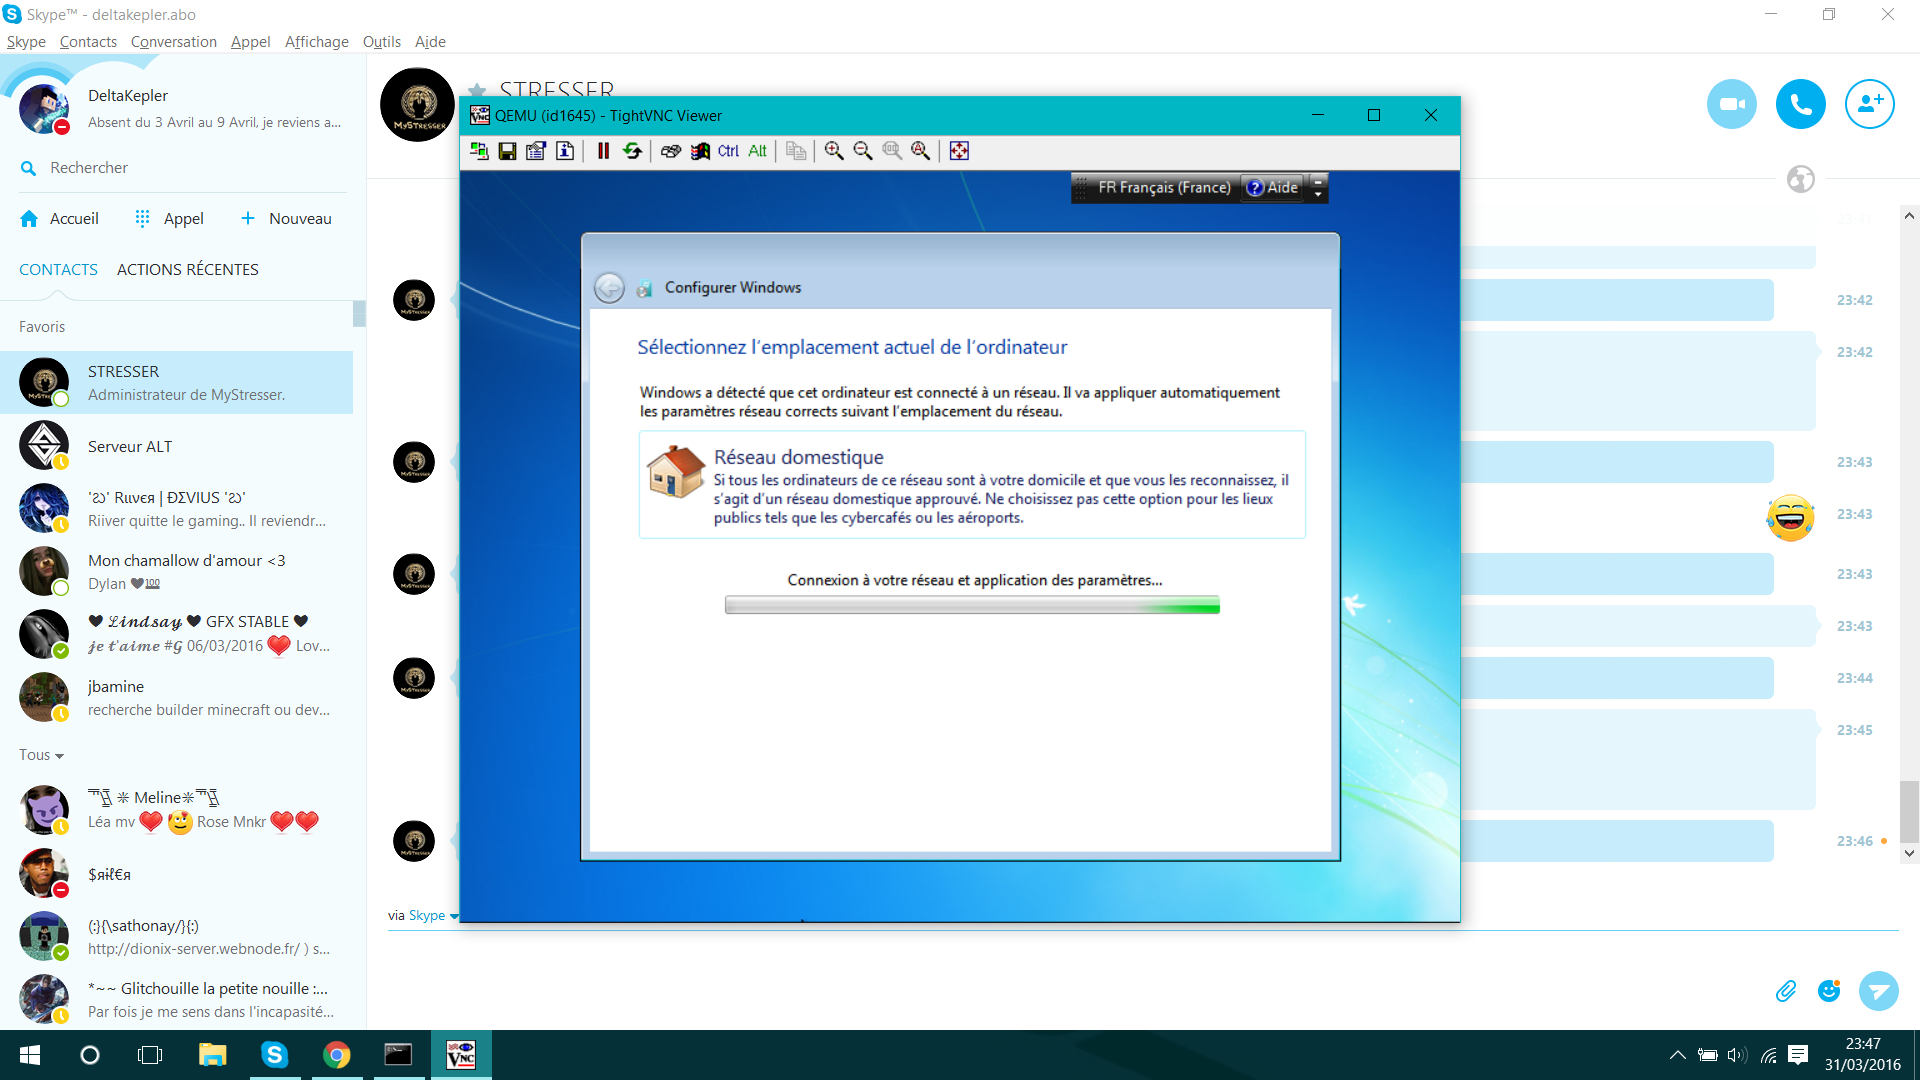 Skype™ - deltakepler.abo
Skype Contacts Conversation Appel Affichage Outils Aide
DeltaKepler
Absent du 3 Avril au 9 Avril, je reviens a...
Rechercher
Accueil Appel Nouveau
CONTACTS ACTIONS RÉCENTES
Favoris
STRESSER
Administrateur de MyStresser.
Serveur ALT
Riiver quitte le gaming.. Il reviendr...
Mon chamallow d'amour <3
Dylan ♥💯
♥ 𝓛𝓲𝓷𝓭𝓼𝓪𝔂 ♥ GFX STABLE ♥
𝓳𝓮 𝓽'𝓪𝓲𝓶𝓮 #𝓖 06/03/2016 ❤ Lov...
jbamine
recherche builder minecraft ou dev...
Tous
Meline
Léa mv ❤ Rose Mnkr ❤❤
(:}{\sathonay/}{:)
http://dionix-server.webnode.fr/ ) s...
*~~ Glitchouille la petite nouille :...
Par fois je me sens dans l'incapasité...
MYSTRESSER
STRESSER
QEMU (id1645) - TightVNC Viewer
Ctrl Alt
FR Français (France) Aide
Configurer Windows
Sélectionnez l'emplacement actuel de l'ordinateur
Windows a détecté que cet ordinateur est connecté à un réseau. Il va appliquer automatiquement
les paramètres réseau corrects suivant l'emplacement du réseau.
Réseau domestique
Si tous les ordinateurs de ce réseau sont à votre domicile et que vous les reconnaissez, il
s'agit d'un réseau domestique approuvé. Ne choisissez pas cette option pour les lieux
publics tels que les cybercafés ou les aéroports.
Connexion à votre réseau et application des paramètres...
23:42
23:42
23:43
23:43
23:43
23:43
23:44
23:45
23:46
via Skype
23:47
31/03/2016